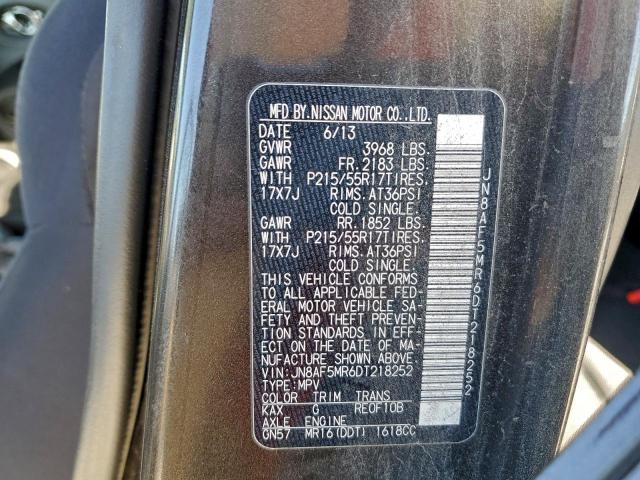 MFD BY.NISSAN MOTOR CO.,LTD.
DATE 6/13
GVWR 3968 LBS.
GAWR FR.2183 LBS.
WITH P215/55R17TIRES.
17X7J RIMS.AT36PSI
COLD SINGLE.
GAWR RR.1852 LBS.
WITH P215/55R17TIRES.
17X7J RIMS.AT36PSI
COLD SINGLE.
THIS VEHICLE CONFORMS
TO ALL APPLICABLE FED-
ERAL MOTOR VEHICLE SA-
FETY AND THEFT PREVEN-
TION STANDARDS IN EFF-
ECT ON THE DATE OF MA-
NUFACTURE SHOWN ABOVE.
VIN:JN8AF5MR6DT218252
TYPE:MPV
COLOR TRIM TRANS
KAX G RE0F10B
AXLE ENGINE
GN57 MR16(DDT) 1618CC
JN8AF5MR6DT218252